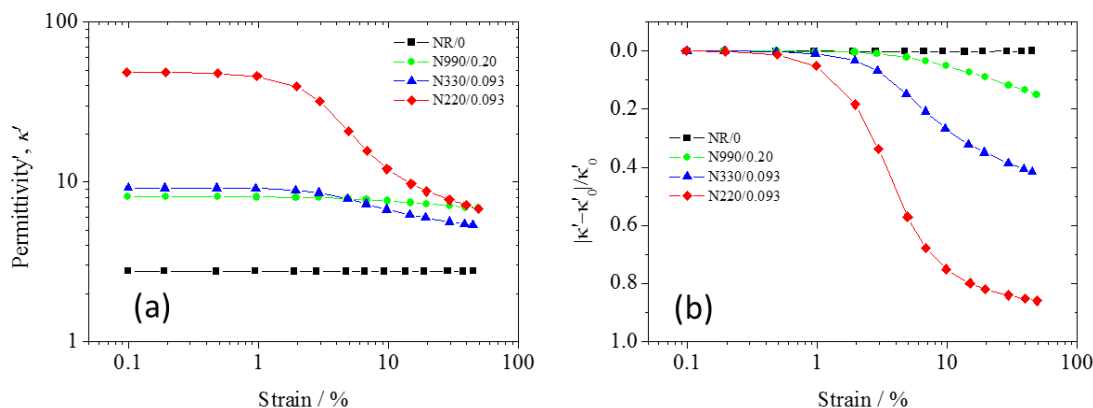 100
10
1
Permittivity', κ'
NR/0
N990/0.20
N330/0.093
N220/0.093
(a)
0.1
1
10
100
Strain / %
0.0
0.2
0.4
0.6
0.8
1.0
|κ'−κ'0|/κ'0
NR/0
N990/0.20
N330/0.093
N220/0.093
(b)
0.1
1
10
100
Strain / %